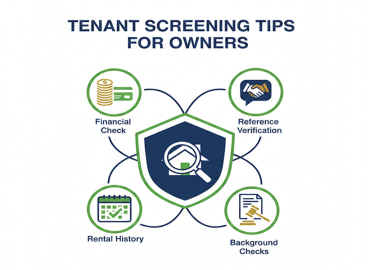 TENANT SCREENING TIPS
FOR OWNERS
Financial
Check
Reference
Verification
Rental History
Background
Checks